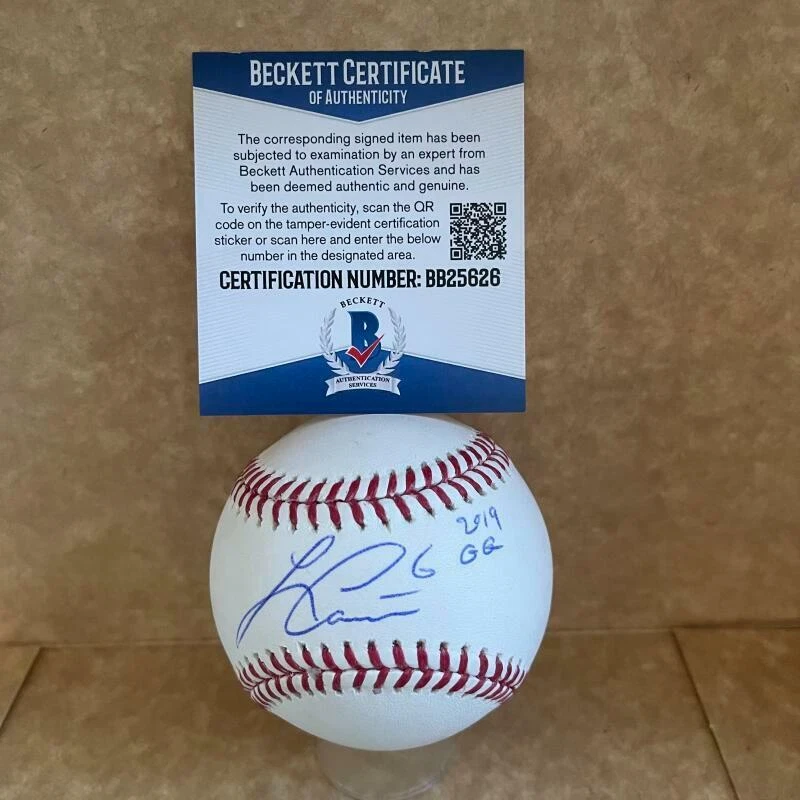 BECKETT CERTIFICATE
OF AUTHENTICITY
The corresponding signed item has been
subjected to examination by an expert from
Beckett Authentication Services and has
been deemed authentic and genuine.
To verify the authenticity, scan the QR
code on the tamper-evident certification
sticker or scan here and enter the below
number in the designated area.
CERTIFICATION NUMBER: BB25626
BECKETT
B
AUTHENTICATION
SERVICES
2019
6 GG